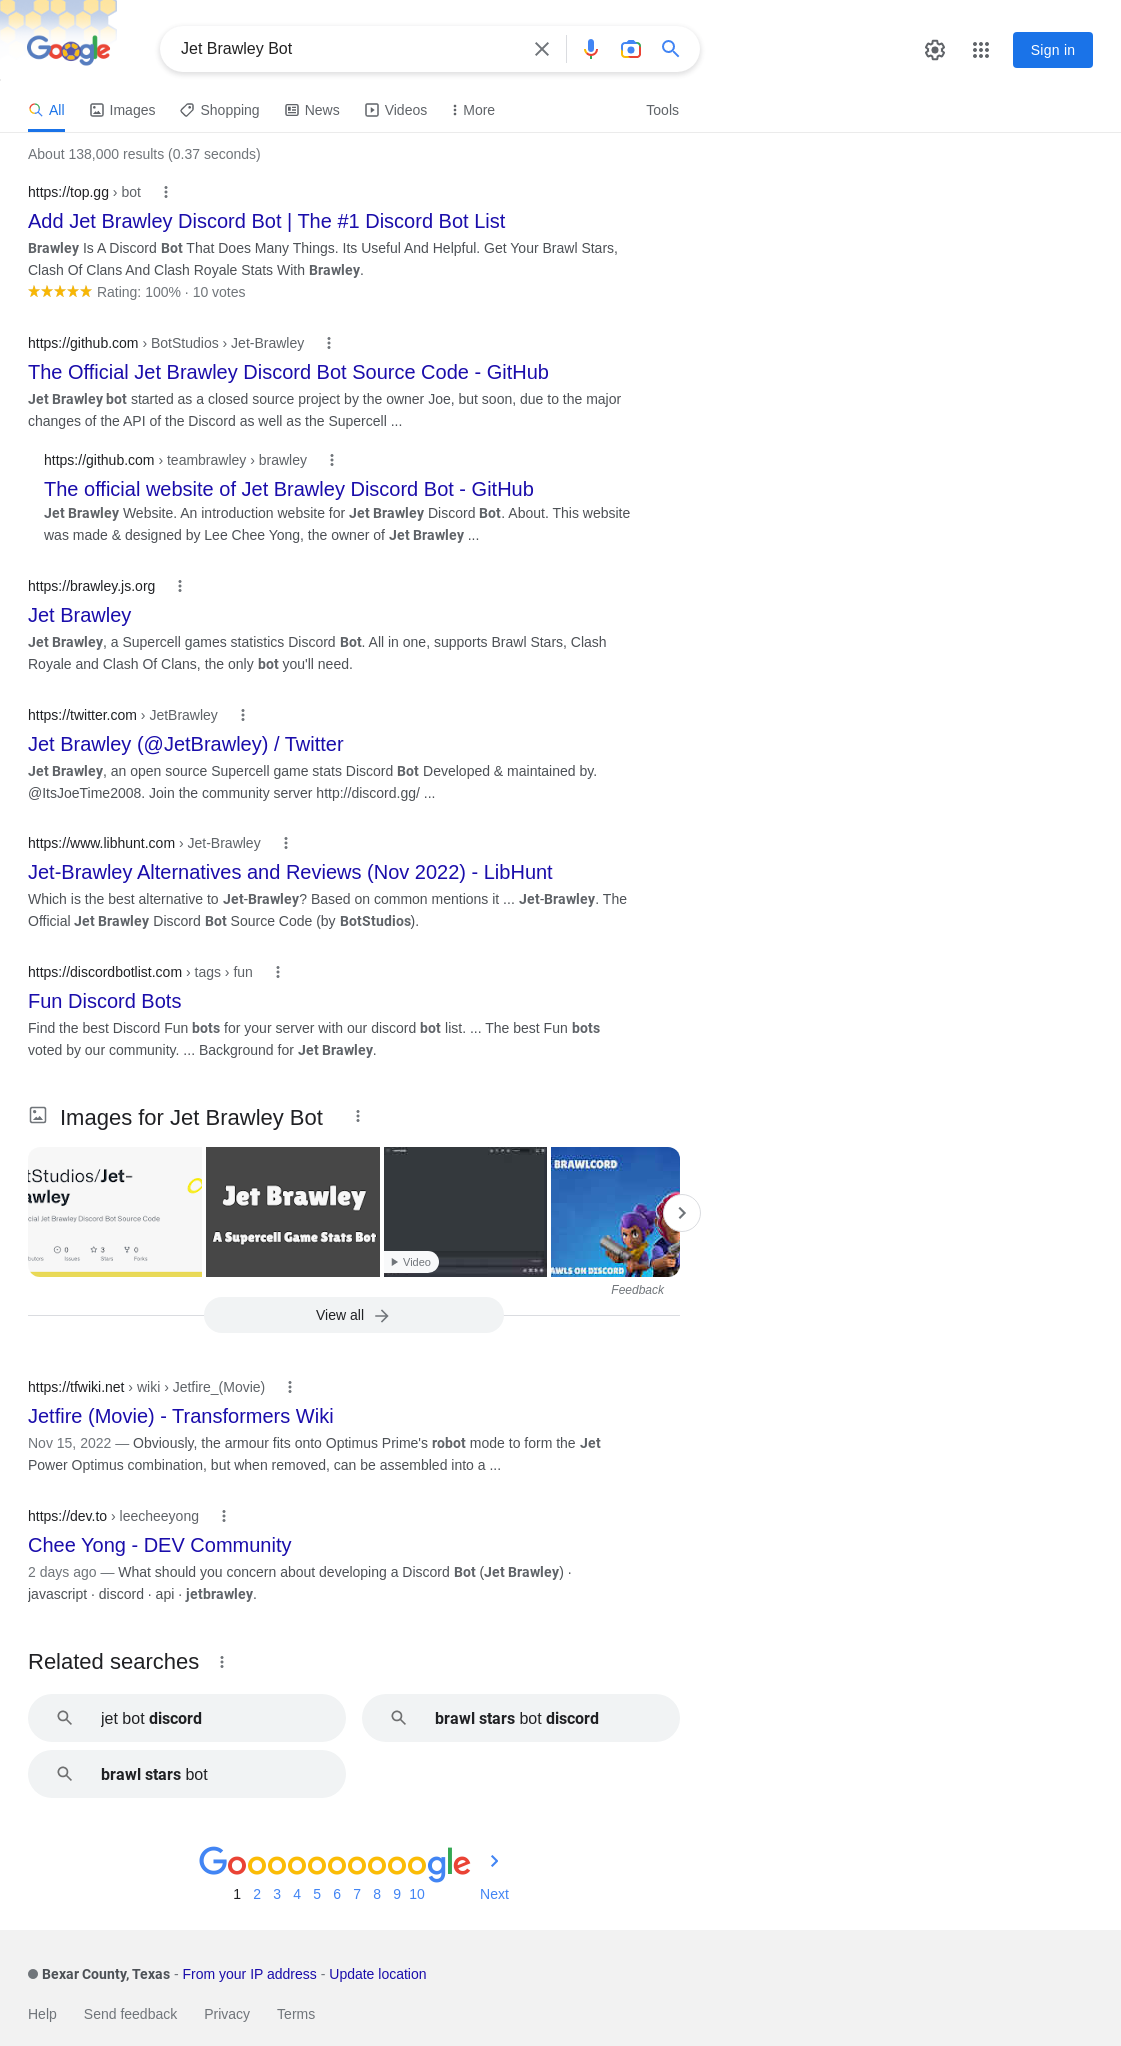 Google
Jet Brawley Bot
Sign in
All
Images
Shopping
News
Videos
More
Tools
About 138,000 results (0.37 seconds)
https://top.gg › bot
Add Jet Brawley Discord Bot | The #1 Discord Bot List
Brawley Is A Discord Bot That Does Many Things. Its Useful And Helpful. Get Your Brawl Stars,
Clash Of Clans And Clash Royale Stats With Brawley.
Rating: 100% · 10 votes
https://github.com › BotStudios › Jet-Brawley
The Official Jet Brawley Discord Bot Source Code - GitHub
Jet Brawley bot started as a closed source project by the owner Joe, but soon, due to the major
changes of the API of the Discord as well as the Supercell ...
https://github.com › teambrawley › brawley
The official website of Jet Brawley Discord Bot - GitHub
Jet Brawley Website. An introduction website for Jet Brawley Discord Bot. About. This website
was made & designed by Lee Chee Yong, the owner of Jet Brawley ...
https://brawley.js.org
Jet Brawley
Jet Brawley, a Supercell games statistics Discord Bot. All in one, supports Brawl Stars, Clash
Royale and Clash Of Clans, the only bot you'll need.
https://twitter.com › JetBrawley
Jet Brawley (@JetBrawley) / Twitter
Jet Brawley, an open source Supercell game stats Discord Bot Developed & maintained by.
@ItsJoeTime2008. Join the community server http://discord.gg/ ...
https://www.libhunt.com › Jet-Brawley
Jet-Brawley Alternatives and Reviews (Nov 2022) - LibHunt
Which is the best alternative to Jet-Brawley? Based on common mentions it ... Jet-Brawley. The
Official Jet Brawley Discord Bot Source Code (by BotStudios).
https://discordbotlist.com › tags › fun
Fun Discord Bots
Find the best Discord Fun bots for your server with our discord bot list. ... The best Fun bots
voted by our community. ... Background for Jet Brawley.
Images for Jet Brawley Bot
tStudios/Jet-
awley
cial Jet Brawley Discord Bot Source Code
0
3
0
butors
Issues
Stars
Forks
Jet Brawley
A Supercell Game Stats Bot
Video
BRAWLCORD
AWLS ON DISCORD
Feedback
View all
https://tfwiki.net › wiki › Jetfire_(Movie)
Jetfire (Movie) - Transformers Wiki
Nov 15, 2022 — Obviously, the armour fits onto Optimus Prime's robot mode to form the Jet
Power Optimus combination, but when removed, can be assembled into a ...
https://dev.to › leecheeyong
Chee Yong - DEV Community
2 days ago — What should you concern about developing a Discord Bot (Jet Brawley) ·
javascript · discord · api · jetbrawley.
Related searches
jet bot discord
brawl stars bot discord
brawl stars bot
Goooooooooogle
1 2 3 4 5 6 7 8 9 10 Next
Bexar County, Texas - From your IP address - Update location
Help Send feedback Privacy Terms